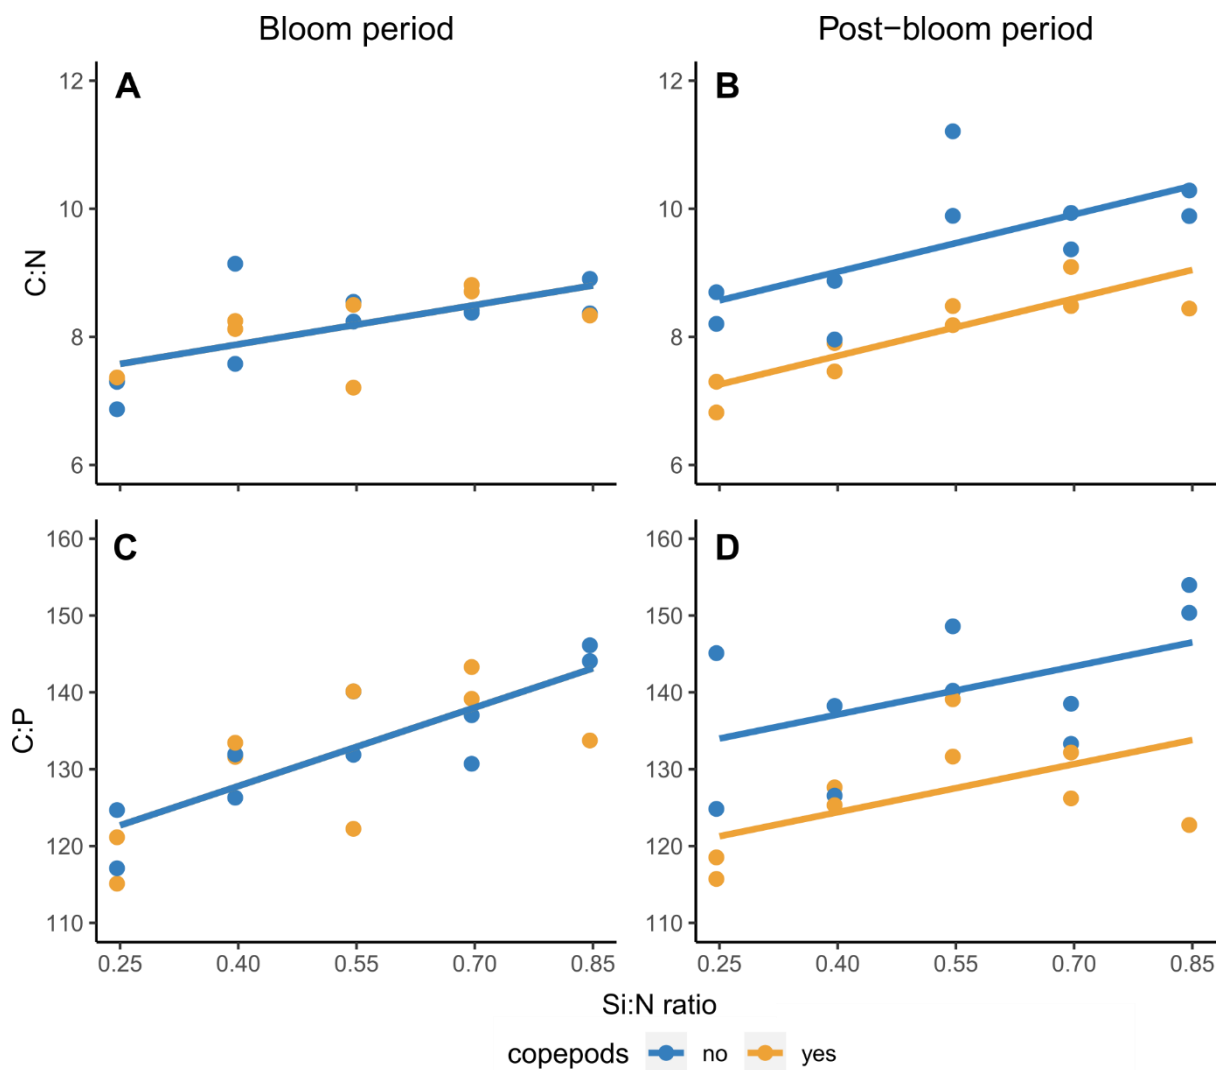 Bloom period
Post−bloom period
A
B
12
10
8
6
C:N
12
10
8
6
C
D
160
150
140
130
120
110
C:P
160
150
140
130
120
110
0.25 0.40 0.55 0.70 0.85
0.25 0.40 0.55 0.70 0.85
Si:N ratio
copepods no yes